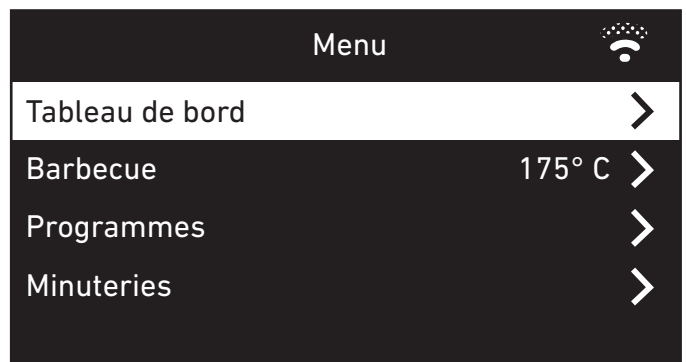 Menu
Tableau de bord
Barbecue 175° C
Programmes
Minuteries